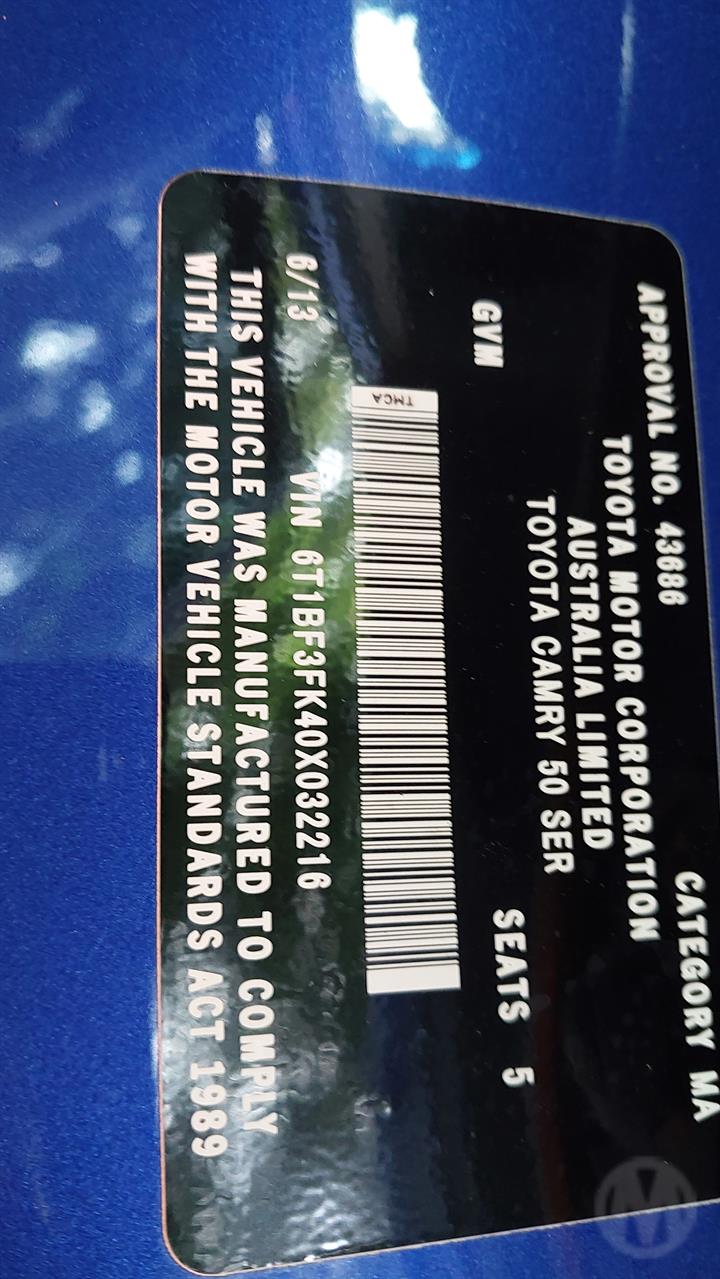 APPROVAL NO. 43686 CATEGORY MA
TOYOTA MOTOR CORPORATION
AUSTRALIA LIMITED
TOYOTA CAMRY 50 SER
GVM SEATS 5
TMCA
6/13 VIN 6T1BF3FK40X032216
THIS VEHICLE WAS MANUFACTURED TO COMPLY
WITH THE MOTOR VEHICLE STANDARDS ACT 1989
M